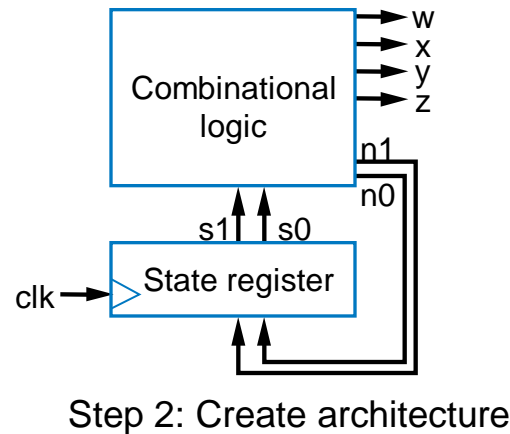 w
x
y
z
Combinational
logic
n1
n0
s1 s0
State register
clk
Step 2: Create architecture